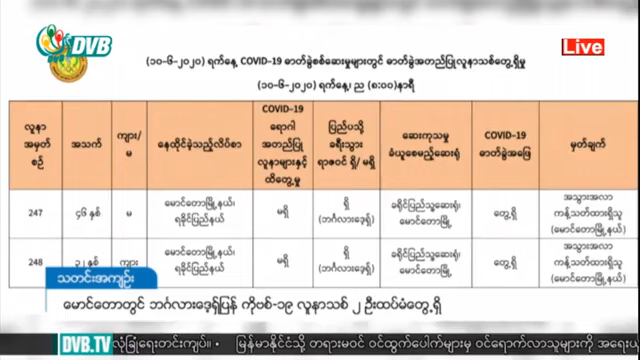 DVB
Live
(၁၀-၆-၂၀၂၀) ရက်နေ့ COVID-19 ဓာတ်ခွဲစစ်ဆေးမှုများတွင် ဓာတ်ခွဲအတည်ပြုလူနာသစ်တွေ့ရှိမှု
(၁၀-၆-၂၀၂၀) ရက်နေ့၊ ည (၈:၀၀)နာရီ
လူနာ အမှတ် စဉ်
အသက်
ကျား/ မ
နေထိုင်ခဲ့သည့်လိပ်စာ
COVID-19 ရောဂါ အတည်ပြု လူနာများနှင့် ထိတွေ့မှု
ပြည်ပသို့ ခရီးသွား ရာဇဝင် ရှိ/ မရှိ
ဆေးကုသမှု ခံယူစေမည့်ဆေးရုံ
COVID-19 ဓာတ်ခွဲအဖြေ
မှတ်ချက်
247
၄၆ နှစ်
မ
မောင်တောမြို့နယ်၊ ရခိုင်ပြည်နယ်
မရှိ
ရှိ (ဘင်္ဂလားဒေ့ရှ်)
ခရိုင်ပြည်သူ့ဆေးရုံ၊ မောင်တောမြို့
တွေ့ရှိ
အသွားအလာ ကန့်သတ်ထားရှိသူ (မောင်တောမြို့နယ်)
248
၃၂ နှစ်
ကျား
မောင်တောမြို့နယ်၊ ရခိုင်ပြည်နယ်
မရှိ
ရှိ (ဘင်္ဂလားဒေ့ရှ်)
ခရိုင်ပြည်သူ့ဆေးရုံ၊ မောင်တောမြို့
တွေ့ရှိ
အသွားအလာ ကန့်သတ်ထားရှိသူ (မောင်တောမြို့နယ်)
သတင်းအကျဉ်း
မောင်တောတွင် ဘင်္ဂလားဒေ့ရှ်ပြန် ကိုဗစ်-၁၉ လူနာသစ် ၂ ဦးထပ်မံတွေ့ရှိ
DVB.TV
လုံခြုံရေးတင်းကျပ်။ • မြန်မာနိုင်ငံသို့ တရားမဝင် ဝင်ထွက်ပေါက်များမှ ဝင်ရောက်လာသူများကို အရေးယူ